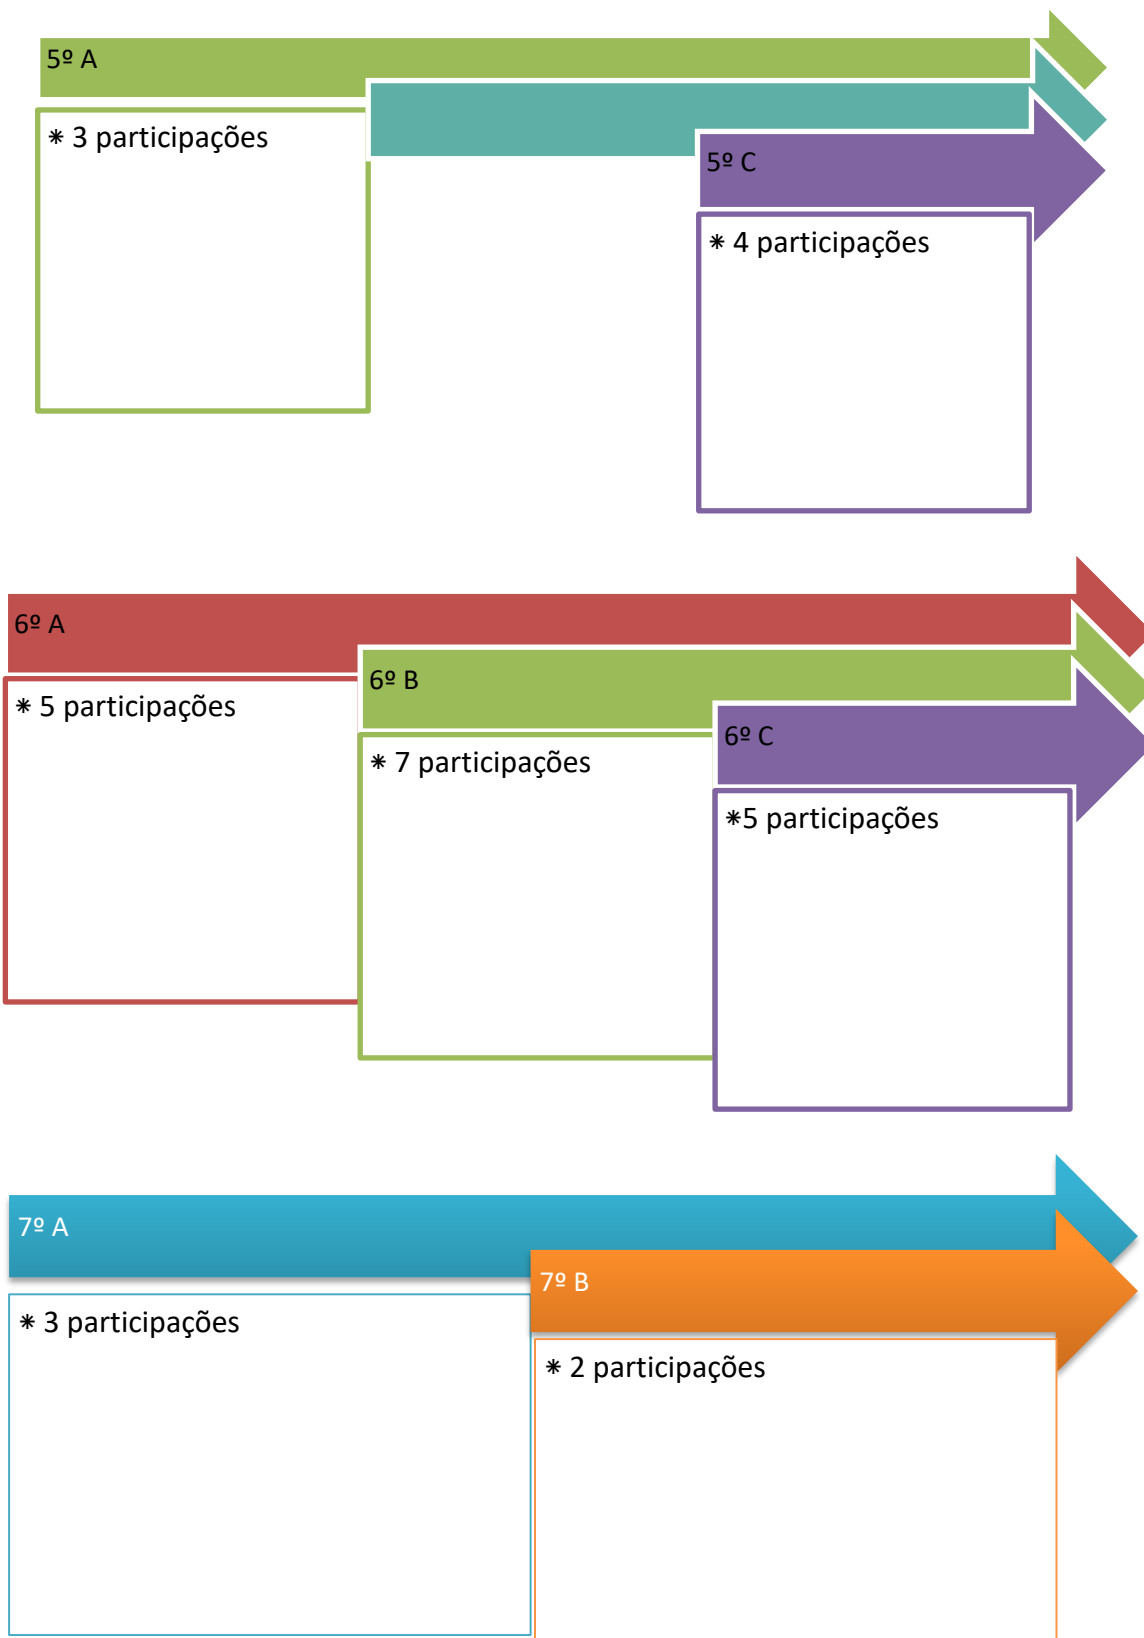 5º A
* 3 participações
5º C
* 4 participações
6º A
* 5 participações
6º B
* 7 participações
6º C
*5 participações
7º A
* 3 participações
7º B
* 2 participações